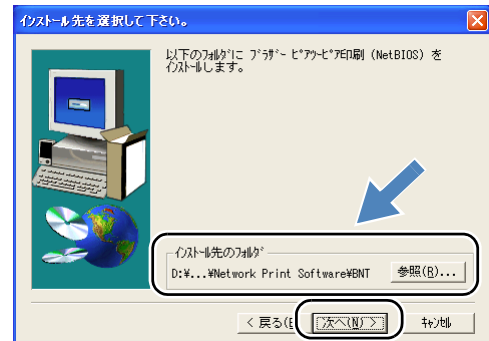 インストール先を選択して下さい。
以下のフォルダに ブラザー ピアツーピア印刷 (NetBIOS) を
インストールします。
インストール先のフォルダ
D:¥...¥Network Print Software¥BNT
参照(R)...
< 戻る(
次へ(N) >
キャンセル